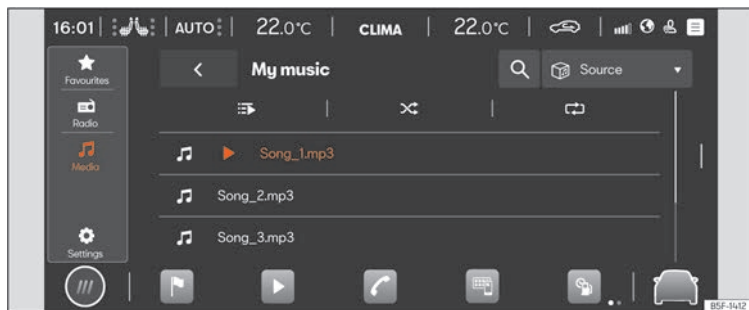 16:01 AUTO 22.0°C CLIMA 22.0°C
Favourites
My music
Source
Radio
Media
Song_1.mp3
Song_2.mp3
Song_3.mp3
Settings
B5F-1412